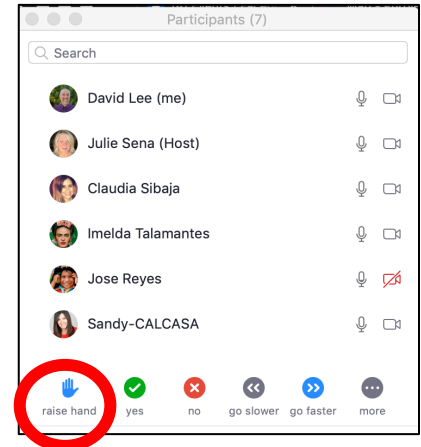 Participants (7)
Search
David Lee (me)
Julie Sena (Host)
Claudia Sibaja
Imelda Talamantes
Jose Reyes
Sandy-CALCASA
raise hand yes no go slower go faster more